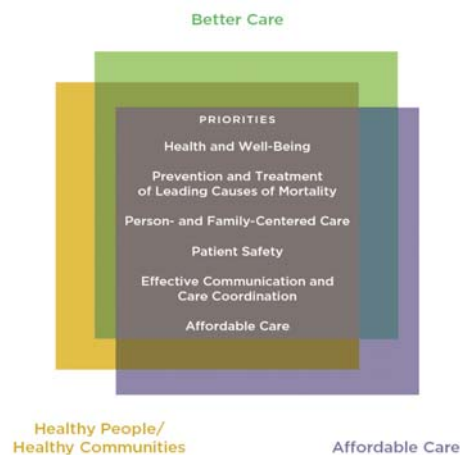 Better Care
PRIORITIES
Health and Well-Being
Prevention and Treatment
of Leading Causes of Mortality
Person- and Family-Centered Care
Patient Safety
Effective Communication and
Care Coordination
Affordable Care
Healthy People/
Healthy Communities
Affordable Care